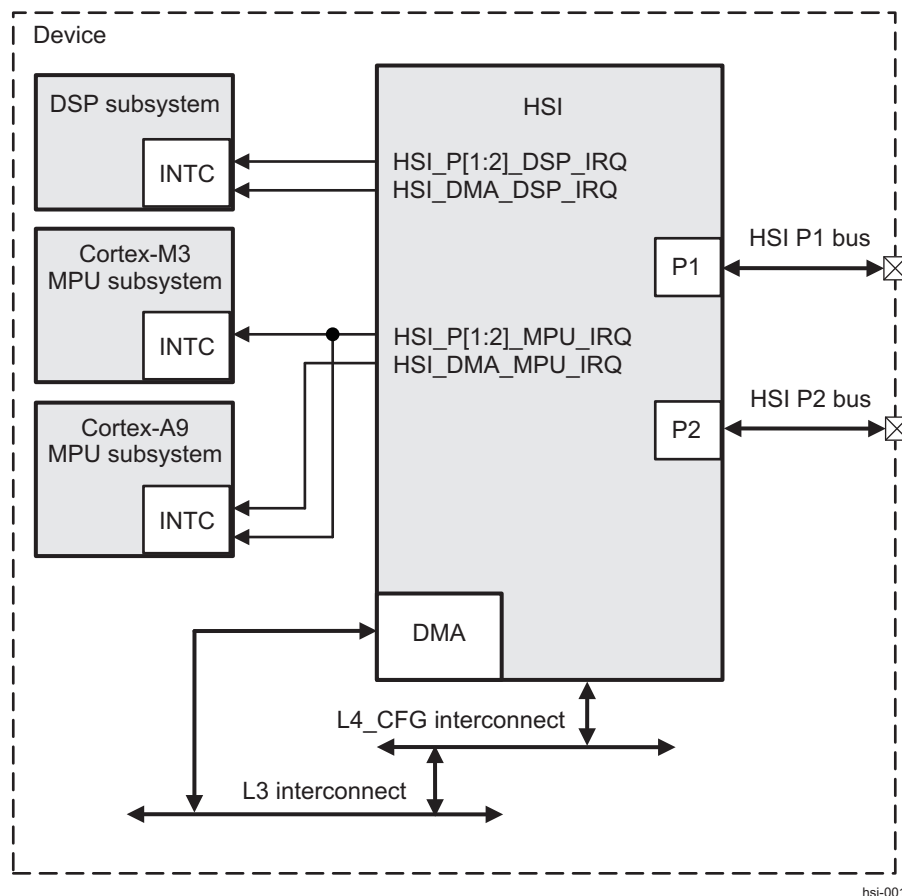 Device
DSP subsystem
INTC
Cortex-M3
MPU subsystem
INTC
Cortex-A9
MPU subsystem
INTC
HSI
HSI_P[1:2]_DSP_IRQ
HSI_DMA_DSP_IRQ
HSI_P[1:2]_MPU_IRQ
HSI_DMA_MPU_IRQ
P1
HSI P1 bus
P2
HSI P2 bus
DMA
L4_CFG interconnect
L3 interconnect
hsi-001